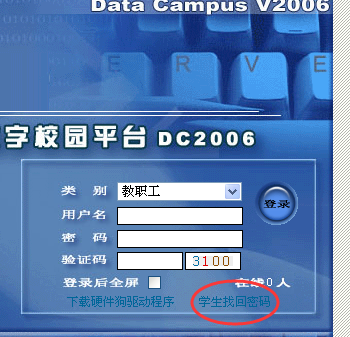 Data Campus V2006
E R V E
字校园平台 DC2006
类 别 教职工
用户名
登录
密 码
验证码 3100
登录后全屏 在线0人
下载硬件狗驱动程序 学生找回密码